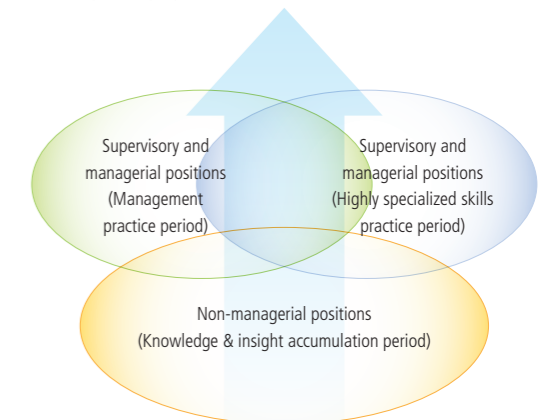 Supervisory and
managerial positions
(Management
practice period)
Supervisory and
managerial positions
(Highly specialized skills
practice period)
Non-managerial positions
(Knowledge & insight accumulation period)